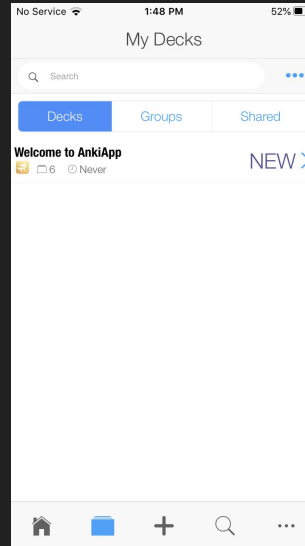 No Service 1:48 PM 52%
My Decks
Search
Decks Groups Shared
Welcome to AnkiApp
6 Never
NEW